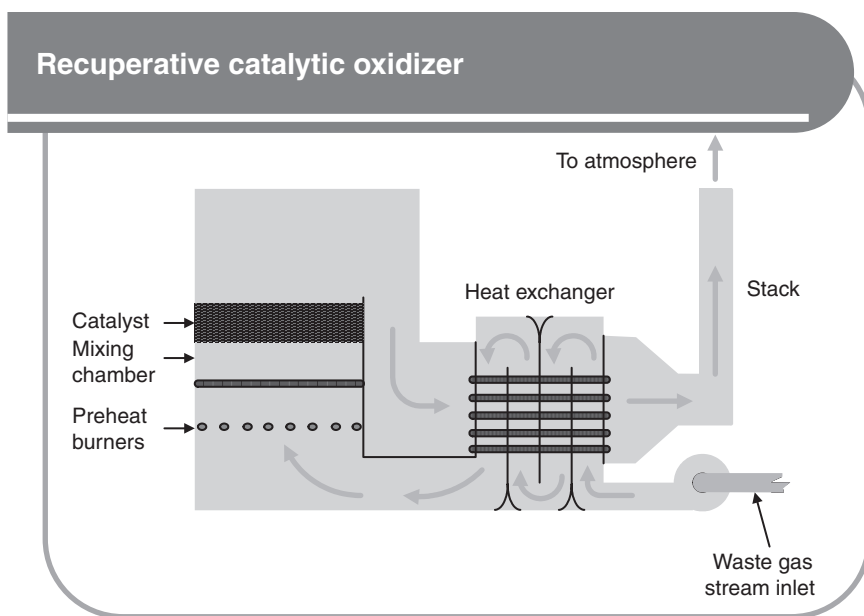 Recuperative catalytic oxidizer
To atmosphere
Heat exchanger
Stack
Catalyst
Mixing
chamber
Preheat
burners
Waste gas
stream inlet